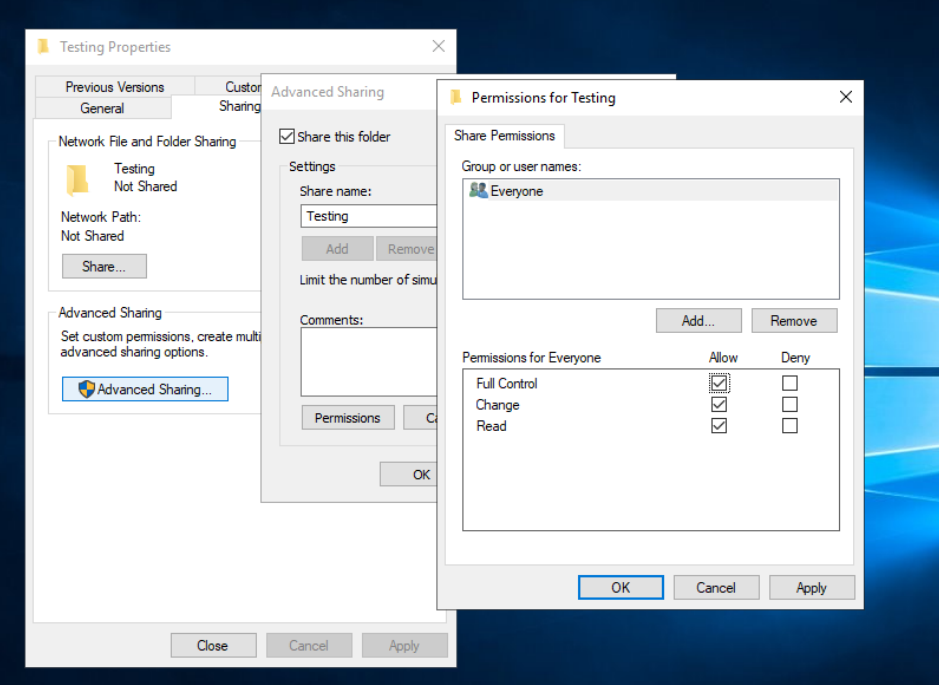 Testing Properties
Previous Versions
General
Sharing
Network File and Folder Sharing
Testing
Not Shared
Network Path:
Not Shared
Share...
Advanced Sharing
Set custom permissions, create multi
advanced sharing options.
Advanced Sharing...
Close
Cancel
Apply
Advanced Sharing
Share this folder
Settings
Share name:
Testing
Add
Remove
Limit the number of simu
Comments:
Permissions
OK
Permissions for Testing
Share Permissions
Group or user names:
Everyone
Add...
Remove
Permissions for Everyone
Allow
Deny
Full Control
Change
Read
OK
Cancel
Apply